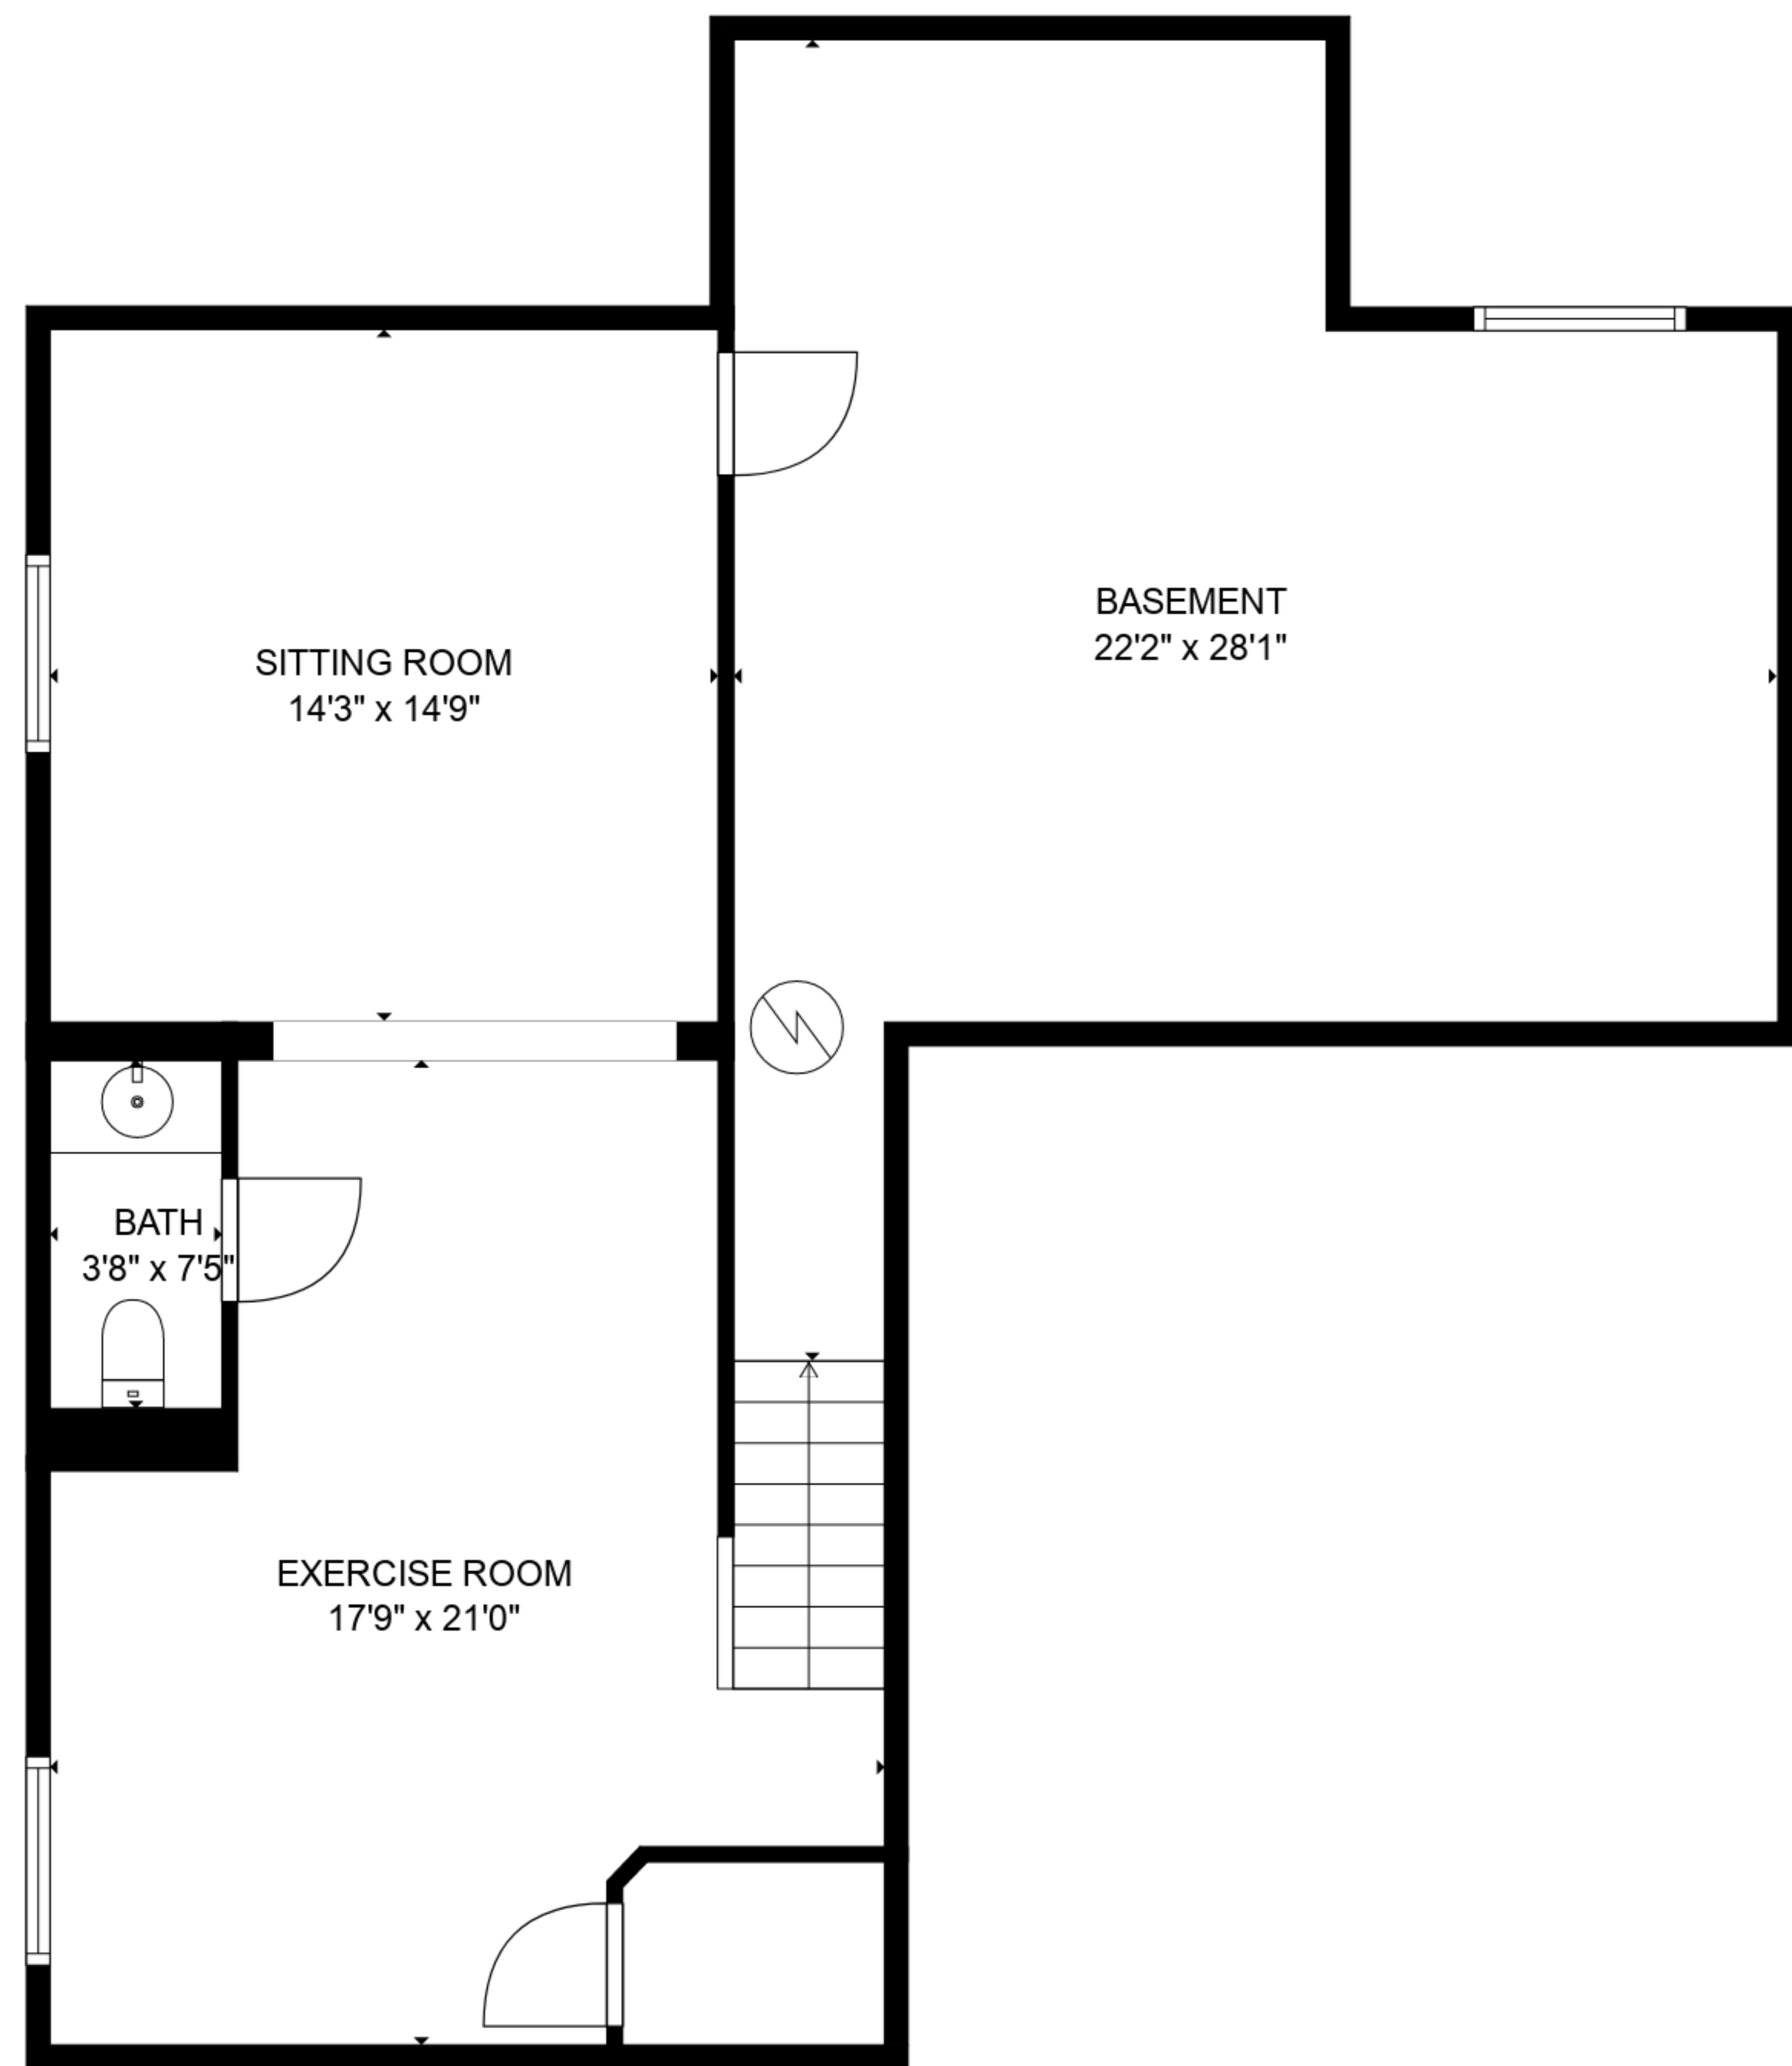 BASEMENT
22'2" x 28'1"
SITTING ROOM
14'3" x 14'9"
BATH
3'8" x 7'5"
EXERCISE ROOM
17'9" x 21'0"